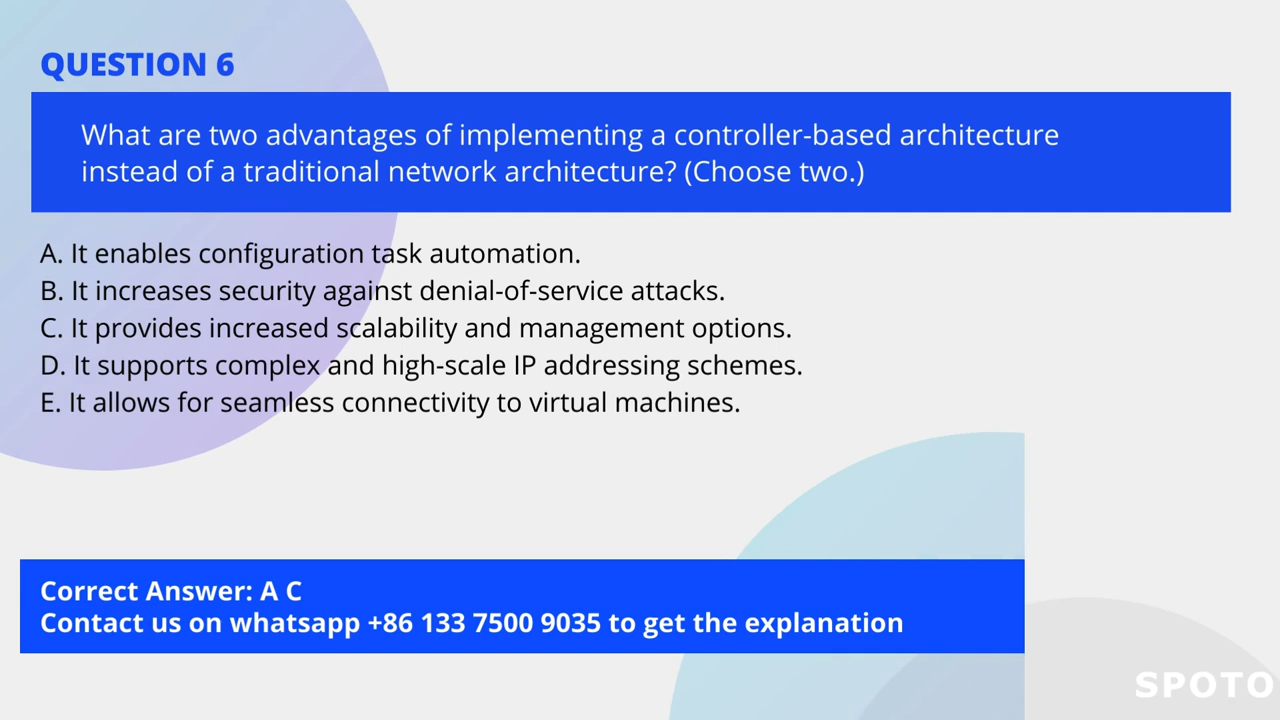 QUESTION 6
What are two advantages of implementing a controller-based architecture
instead of a traditional network architecture? (Choose two.)
A. It enables configuration task automation.
B. It increases security against denial-of-service attacks.
C. It provides increased scalability and management options.
D. It supports complex and high-scale IP addressing schemes.
E. It allows for seamless connectivity to virtual machines.
Correct Answer: A C
Contact us on whatsapp +86 133 7500 9035 to get the explanation
SPOTO